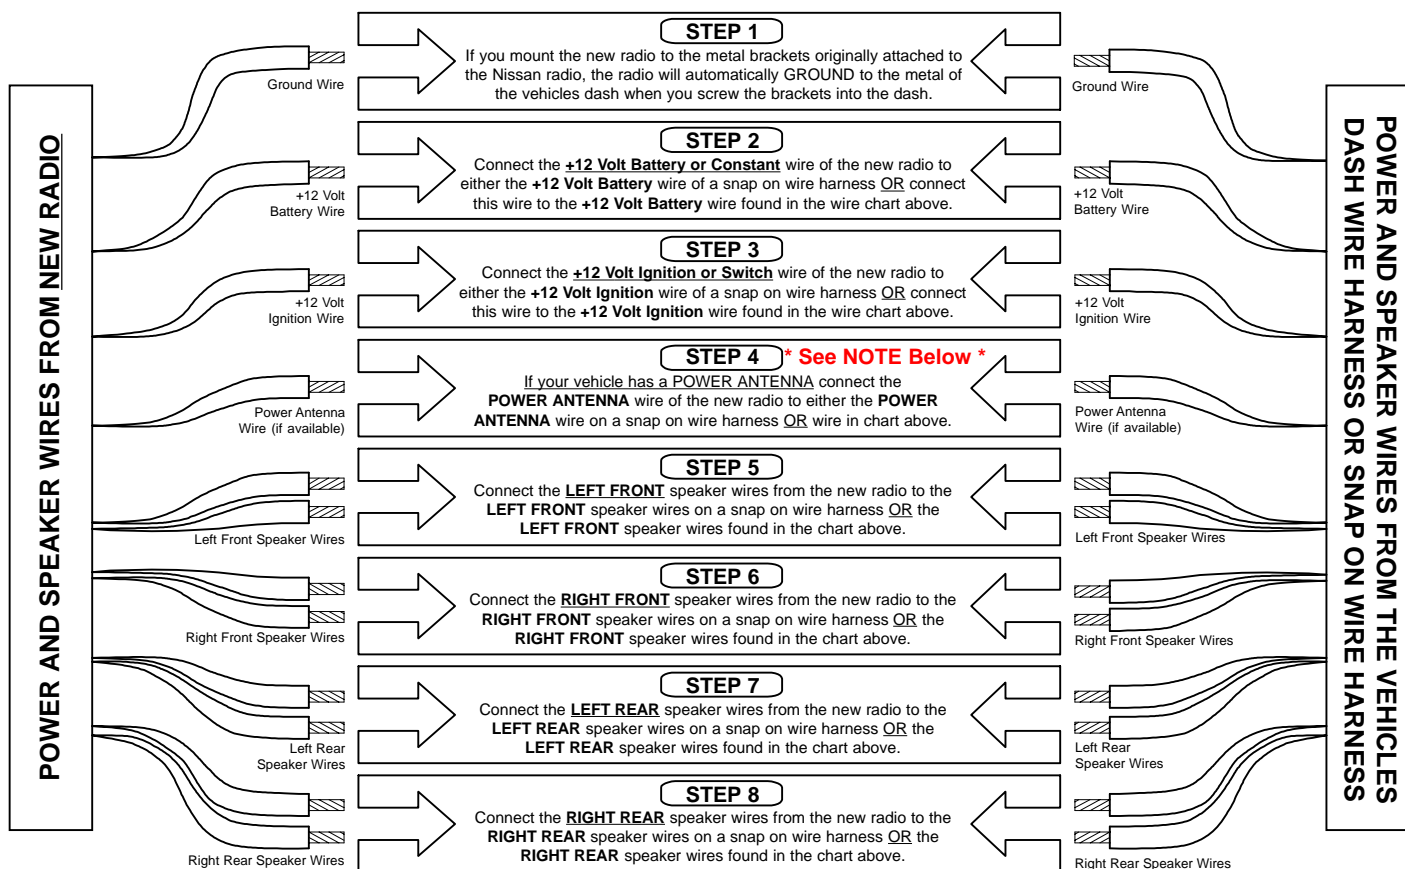 POWER AND SPEAKER WIRES FROM NEW RADIO
STEP 1
If you mount the new radio to the metal brackets originally attached to
the Nissan radio, the radio will automatically GROUND to the metal of
the vehicles dash when you screw the brackets into the dash.
Ground Wire
Ground Wire
STEP 2
Connect the +12 Volt Battery or Constant wire of the new radio to
either the +12 Volt Battery wire of a snap on wire harness OR connect
this wire to the +12 Volt Battery wire found in the wire chart above.
+12 Volt
Battery Wire
+12 Volt
Battery Wire
STEP 3
Connect the +12 Volt Ignition or Switch wire of the new radio to
either the +12 Volt Ignition wire of a snap on wire harness OR connect
this wire to the +12 Volt Ignition wire found in the wire chart above.
+12 Volt
Ignition Wire
+12 Volt
Ignition Wire
STEP 4 * See NOTE Below *
If your vehicle has a POWER ANTENNA connect the
POWER ANTENNA wire of the new radio to either the POWER
ANTENNA wire on a snap on wire harness OR wire in chart above.
Power Antenna
Wire (if available)
Power Antenna
Wire (if available)
STEP 5
Connect the LEFT FRONT speaker wires from the new radio to the
LEFT FRONT speaker wires on a snap on wire harness OR the
LEFT FRONT speaker wires found in the chart above.
Left Front Speaker Wires
Left Front Speaker Wires
STEP 6
Connect the RIGHT FRONT speaker wires from the new radio to the
RIGHT FRONT speaker wires on a snap on wire harness OR the
RIGHT FRONT speaker wires found in the chart above.
Right Front Speaker Wires
Right Front Speaker Wires
STEP 7
Connect the LEFT REAR speaker wires from the new radio to the
LEFT REAR speaker wires on a snap on wire harness OR the
LEFT REAR speaker wires found in the chart above.
Left Rear
Speaker Wires
Left Rear
Speaker Wires
STEP 8
Connect the RIGHT REAR speaker wires from the new radio to the
RIGHT REAR speaker wires on a snap on wire harness OR the
RIGHT REAR speaker wires found in the chart above.
Right Rear Speaker Wires
Right Rear Speaker Wires
POWER AND SPEAKER WIRES FROM THE VEHICLES
DASH WIRE HARNESS OR SNAP ON WIRE HARNESS